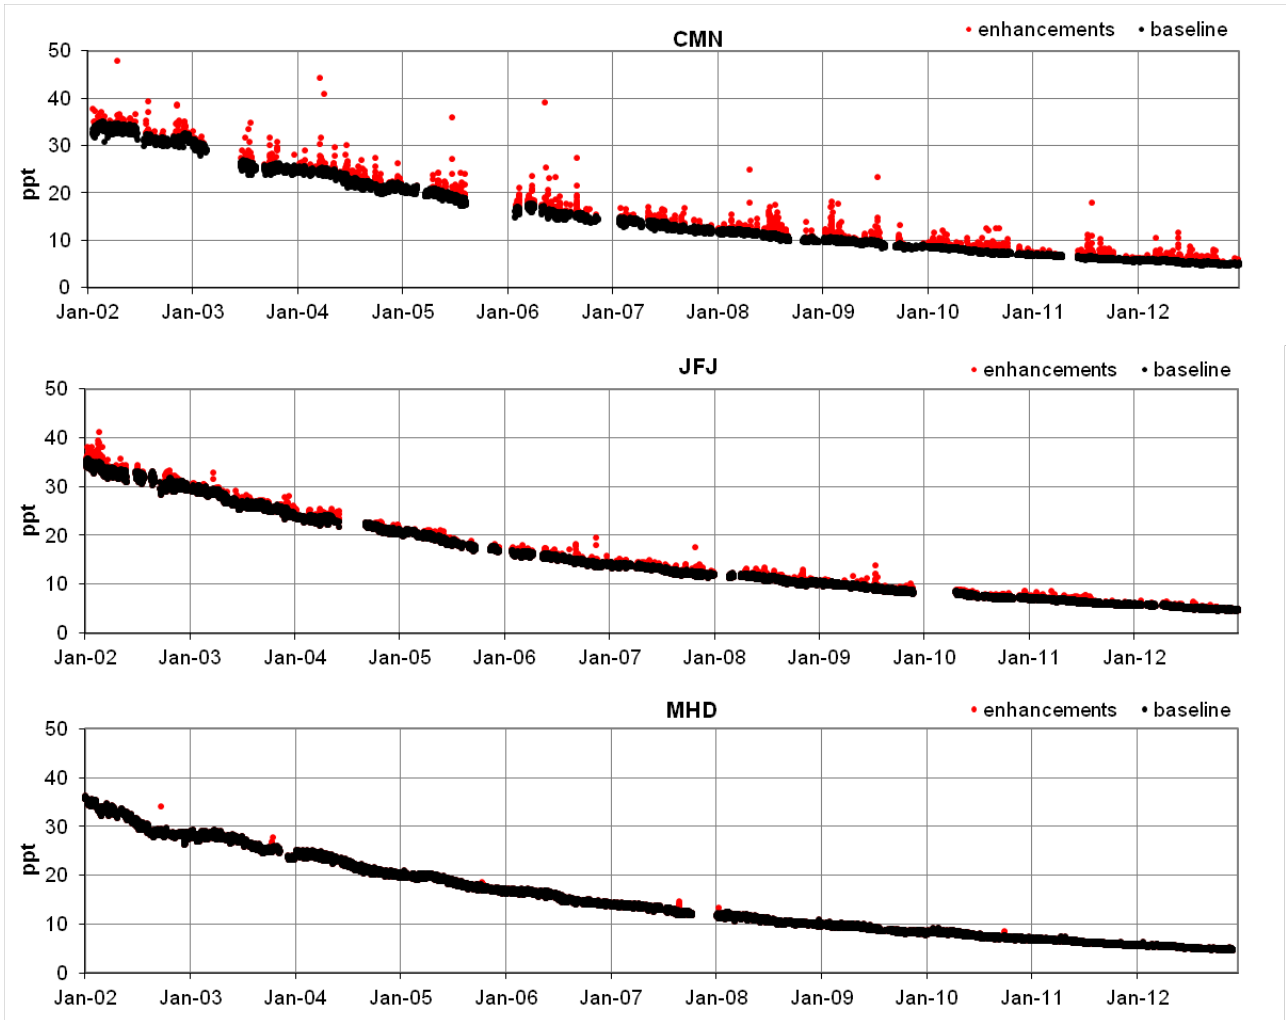 CMN
enhancements baseline
50
40
30
20
10
0
ppt
Jan-02 Jan-03 Jan-04 Jan-05 Jan-06 Jan-07 Jan-08 Jan-09 Jan-10 Jan-11 Jan-12
JFJ
enhancements baseline
50
40
30
20
10
0
ppt
Jan-02 Jan-03 Jan-04 Jan-05 Jan-06 Jan-07 Jan-08 Jan-09 Jan-10 Jan-11 Jan-12
MHD
enhancements baseline
50
40
30
20
10
0
ppt
Jan-02 Jan-03 Jan-04 Jan-05 Jan-06 Jan-07 Jan-08 Jan-09 Jan-10 Jan-11 Jan-12